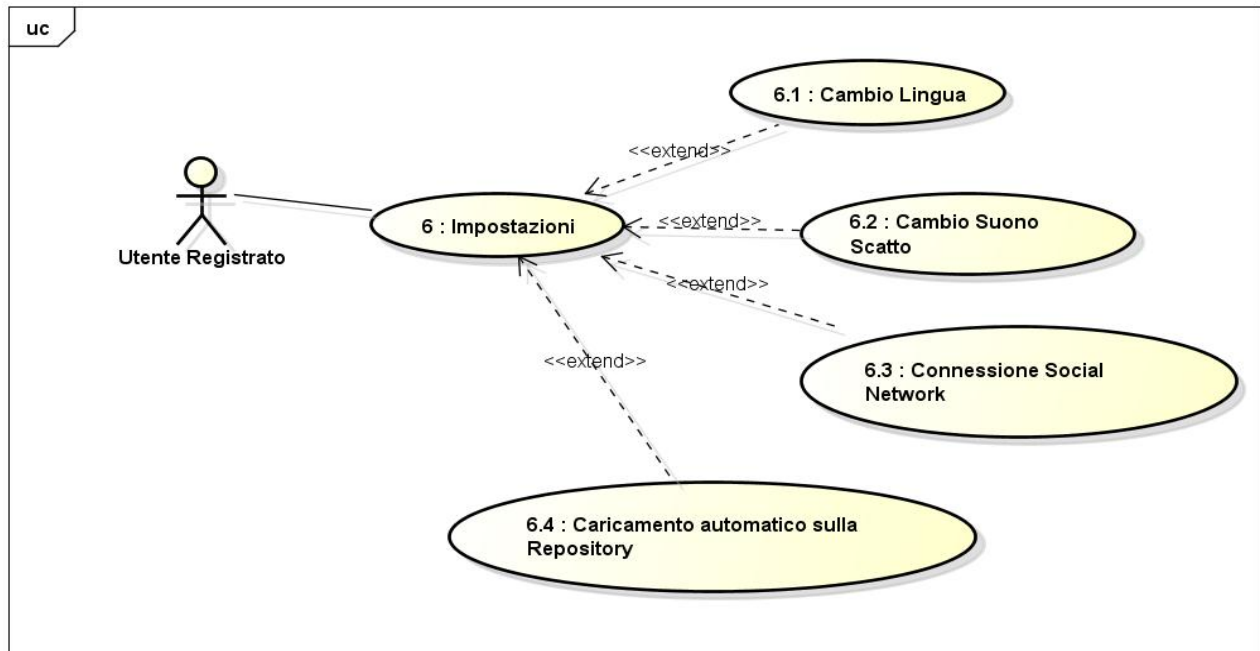 uc
6.1 : Cambio Lingua
<<extend>>
6 : Impostazioni
<<extend>>
6.2 : Cambio Suono
Scatto
Utente Registrato
<<extend>>
<<extend>>
6.3 : Connessione Social
Network
6.4 : Caricamento automatico sulla
Repository